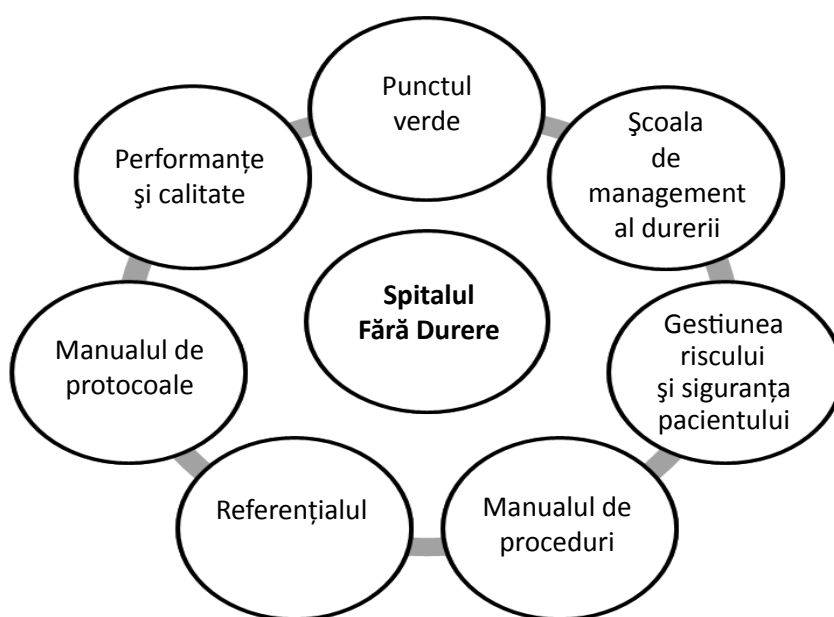 Punctul
verde
Şcoala
de
management
al durerii
Gestiunea
riscului
şi siguranța
pacientului
Manualul de
proceduri
Referențialul
Manualul de
protocoale
Performanțe
şi calitate
Spitalul
Fără Durere